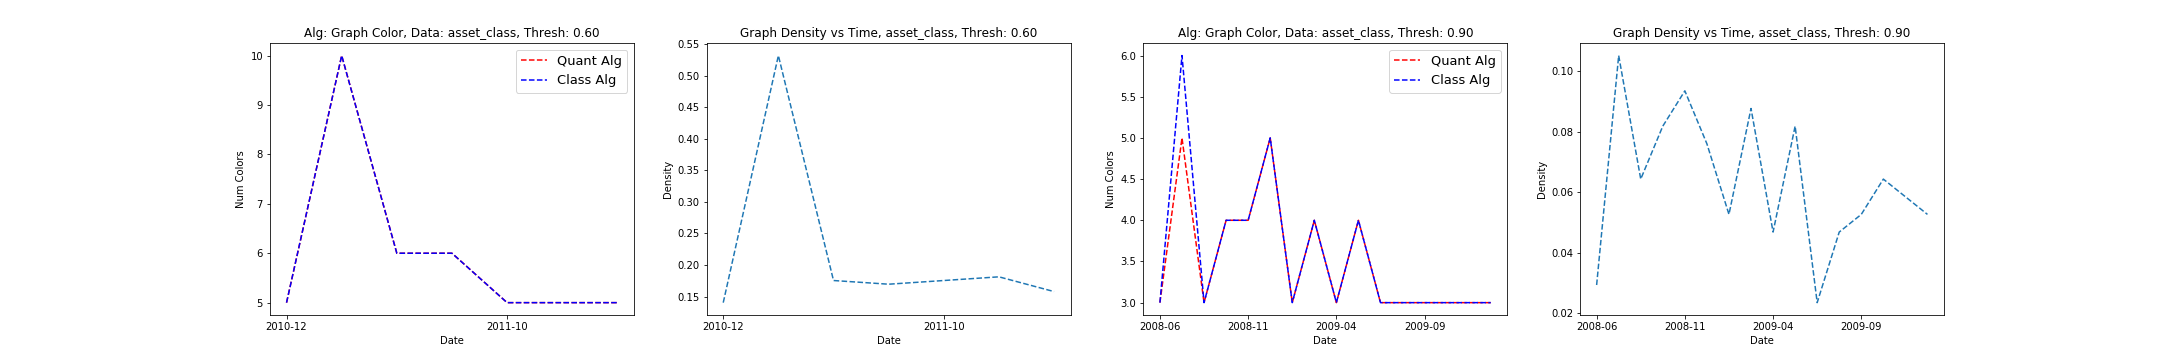 Alg: Graph Color, Data: asset_class, Thresh: 0.60
Quant Alg
Class Alg
10
9
8
7
6
5
Num Colors
2010-12
2011-10
Date
Graph Density vs Time, asset_class, Thresh: 0.60
0.55
0.50
0.45
0.40
0.35
0.30
0.25
0.20
0.15
Density
2010-12
2011-10
Date
Alg: Graph Color, Data: asset_class, Thresh: 0.90
Quant Alg
Class Alg
6.0
5.5
5.0
4.5
4.0
3.5
3.0
Num Colors
2008-06
2008-11
2009-04
2009-09
Date
Graph Density vs Time, asset_class, Thresh: 0.90
0.10
0.08
0.06
0.04
0.02
Density
2008-06
2008-11
2009-04
2009-09
Date